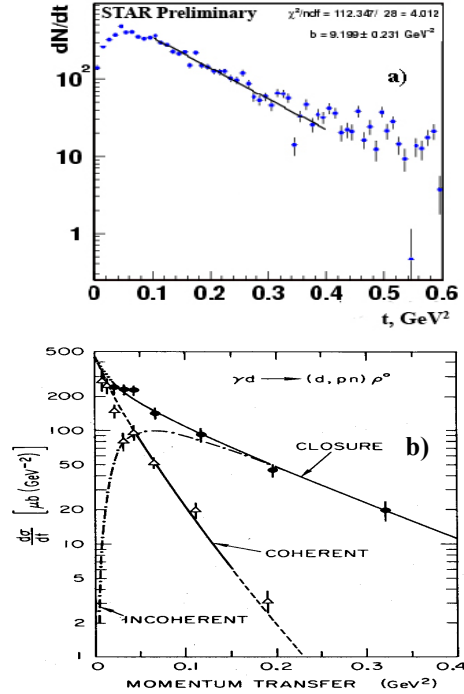 STAR Preliminary
χ²/ndf = 112.347/ 28 = 4.012
b = 9.199± 0.231 GeV⁻²
a)
dN/dt
10²
10
1
0 0.1 0.2 0.3 0.4 0.5 0.6
t, GeV²
γd → (d, pn) ρ°
b)
500
200
100
50
20
10
5
2
1
CLOSURE
COHERENT
INCOHERENT
dσ/dt [μb (GeV⁻²)]
0 0.1 0.2 0.3 0.4
MOMENTUM TRANSFER (GeV²)